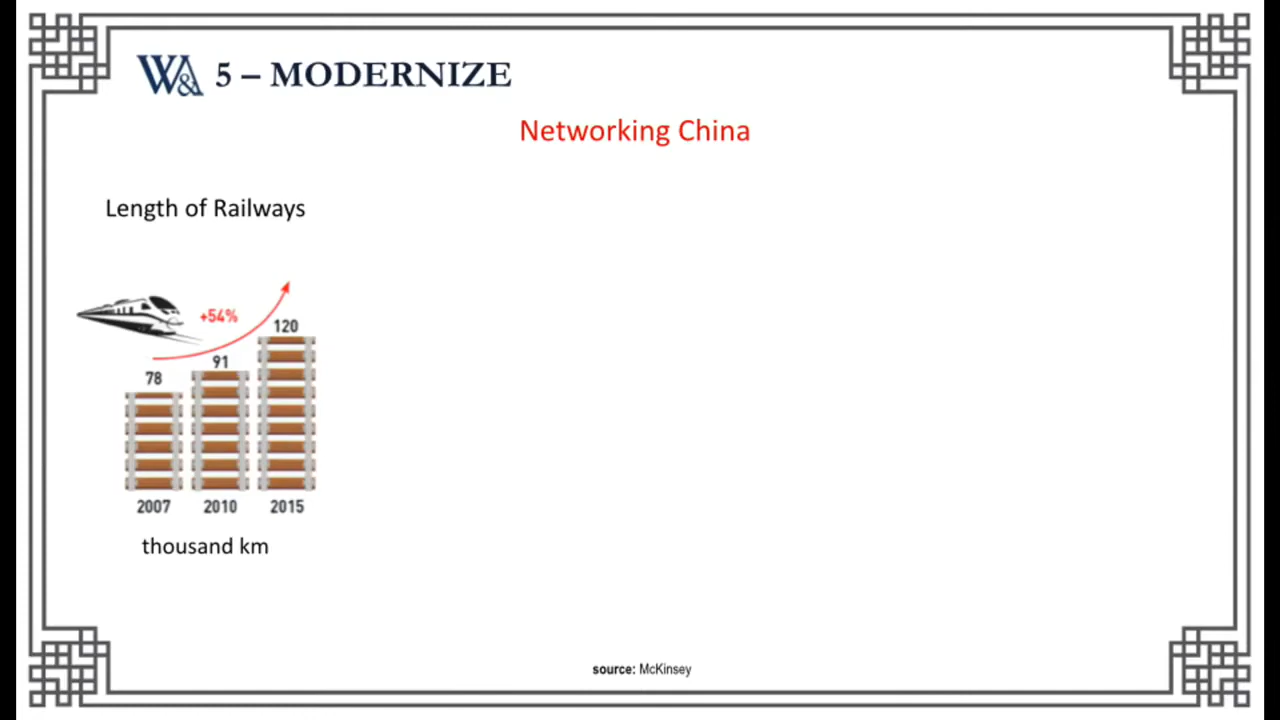 W&A 5 – MODERNIZE
Networking China
Length of Railways
+54%
120
91
78
2007 2010 2015
thousand km
source: McKinsey